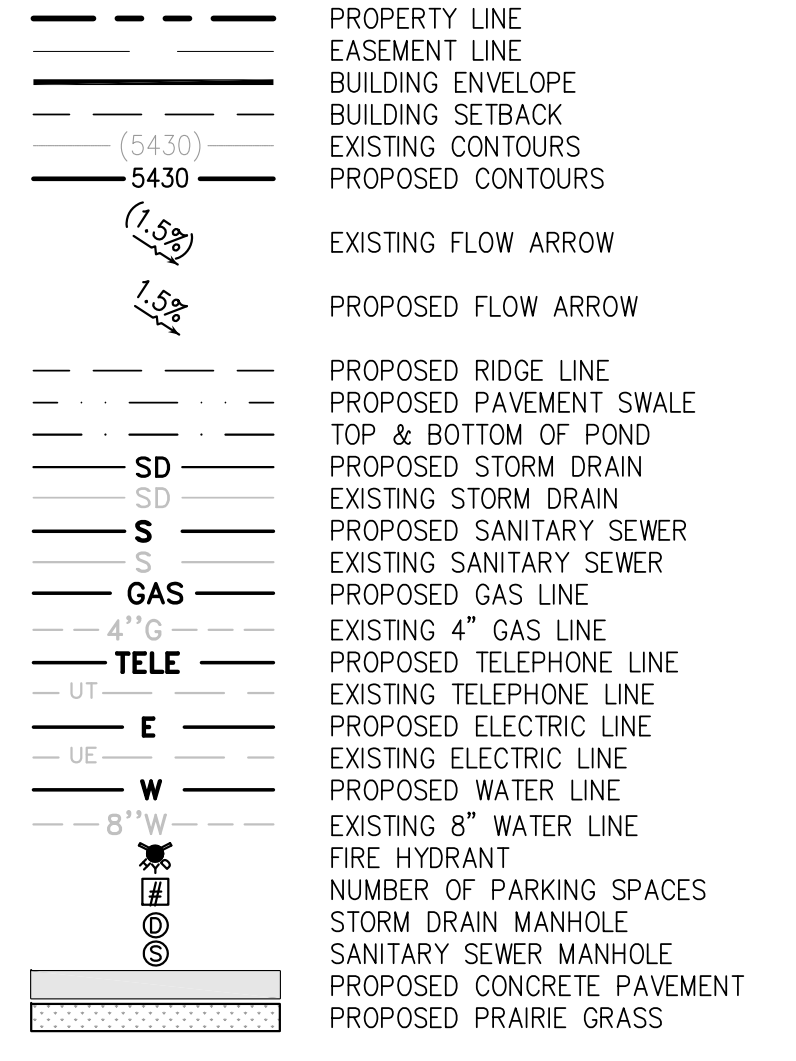 PROPERTY LINE
EASEMENT LINE
BUILDING ENVELOPE
BUILDING SETBACK
(5430) EXISTING CONTOURS
5430 PROPOSED CONTOURS
(1.5%) EXISTING FLOW ARROW
1.5% PROPOSED FLOW ARROW
PROPOSED RIDGE LINE
PROPOSED PAVEMENT SWALE
TOP & BOTTOM OF POND
SD PROPOSED STORM DRAIN
SD EXISTING STORM DRAIN
S PROPOSED SANITARY SEWER
S EXISTING SANITARY SEWER
GAS PROPOSED GAS LINE
4''G EXISTING 4" GAS LINE
TELE PROPOSED TELEPHONE LINE
UT EXISTING TELEPHONE LINE
E PROPOSED ELECTRIC LINE
UE EXISTING ELECTRIC LINE
W PROPOSED WATER LINE
8''W EXISTING 8" WATER LINE
FIRE HYDRANT
# NUMBER OF PARKING SPACES
D STORM DRAIN MANHOLE
S SANITARY SEWER MANHOLE
PROPOSED CONCRETE PAVEMENT
PROPOSED PRAIRIE GRASS